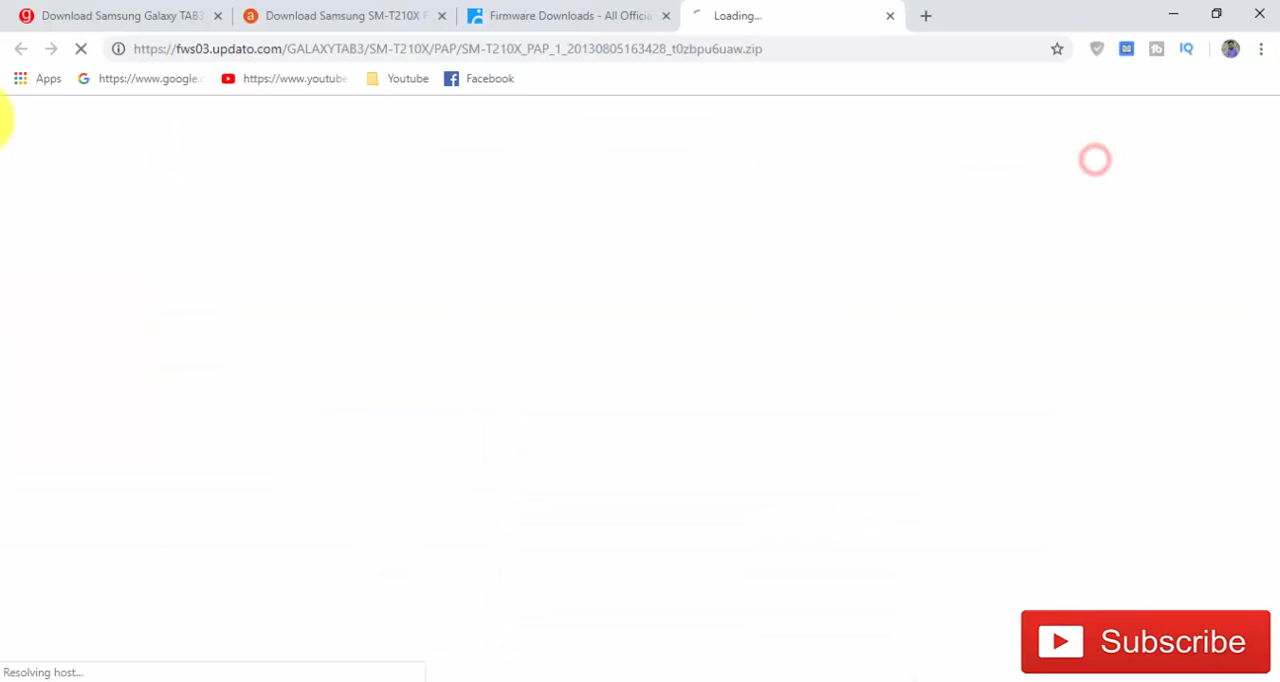 Download Samsung Galaxy TAB3
Download Samsung SM-T210X F
Firmware Downloads - All Officia
Loading...
https://fws03.updato.com/GALAXYTAB3/SM-T210X/PAP/SM-T210X_PAP_1_20130805163428_t0zbpu6uaw.zip
Apps
https://www.google.c
https://www.youtube
Youtube
Facebook
Subscribe
Resolving host...